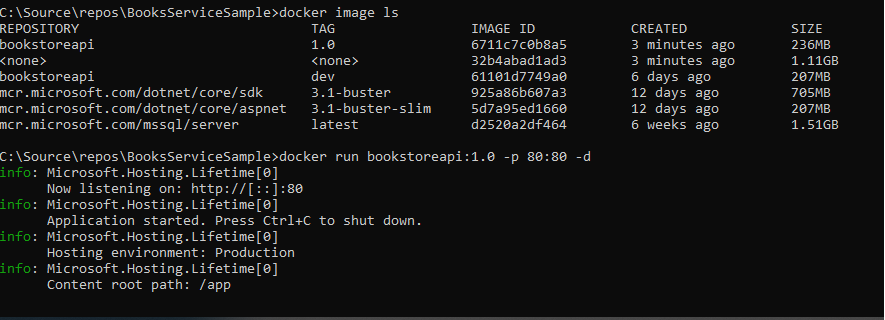 C:\Source\repos\BooksServiceSample>docker image ls
REPOSITORY TAG IMAGE ID CREATED SIZE
bookstoreapi 1.0 6711c7c0b8a5 3 minutes ago 236MB
<none> <none> 32b4abad1ad3 3 minutes ago 1.11GB
bookstoreapi dev 61101d7749a0 6 days ago 207MB
mcr.microsoft.com/dotnet/core/sdk 3.1-buster 925a86b607a3 12 days ago 705MB
mcr.microsoft.com/dotnet/core/aspnet 3.1-buster-slim 5d7a95ed1660 12 days ago 207MB
mcr.microsoft.com/mssql/server latest d2520a2df464 6 weeks ago 1.51GB
C:\Source\repos\BooksServiceSample>docker run bookstoreapi:1.0 -p 80:80 -d
info: Microsoft.Hosting.Lifetime[0]
Now listening on: http://[::]:80
info: Microsoft.Hosting.Lifetime[0]
Application started. Press Ctrl+C to shut down.
info: Microsoft.Hosting.Lifetime[0]
Hosting environment: Production
info: Microsoft.Hosting.Lifetime[0]
Content root path: /app